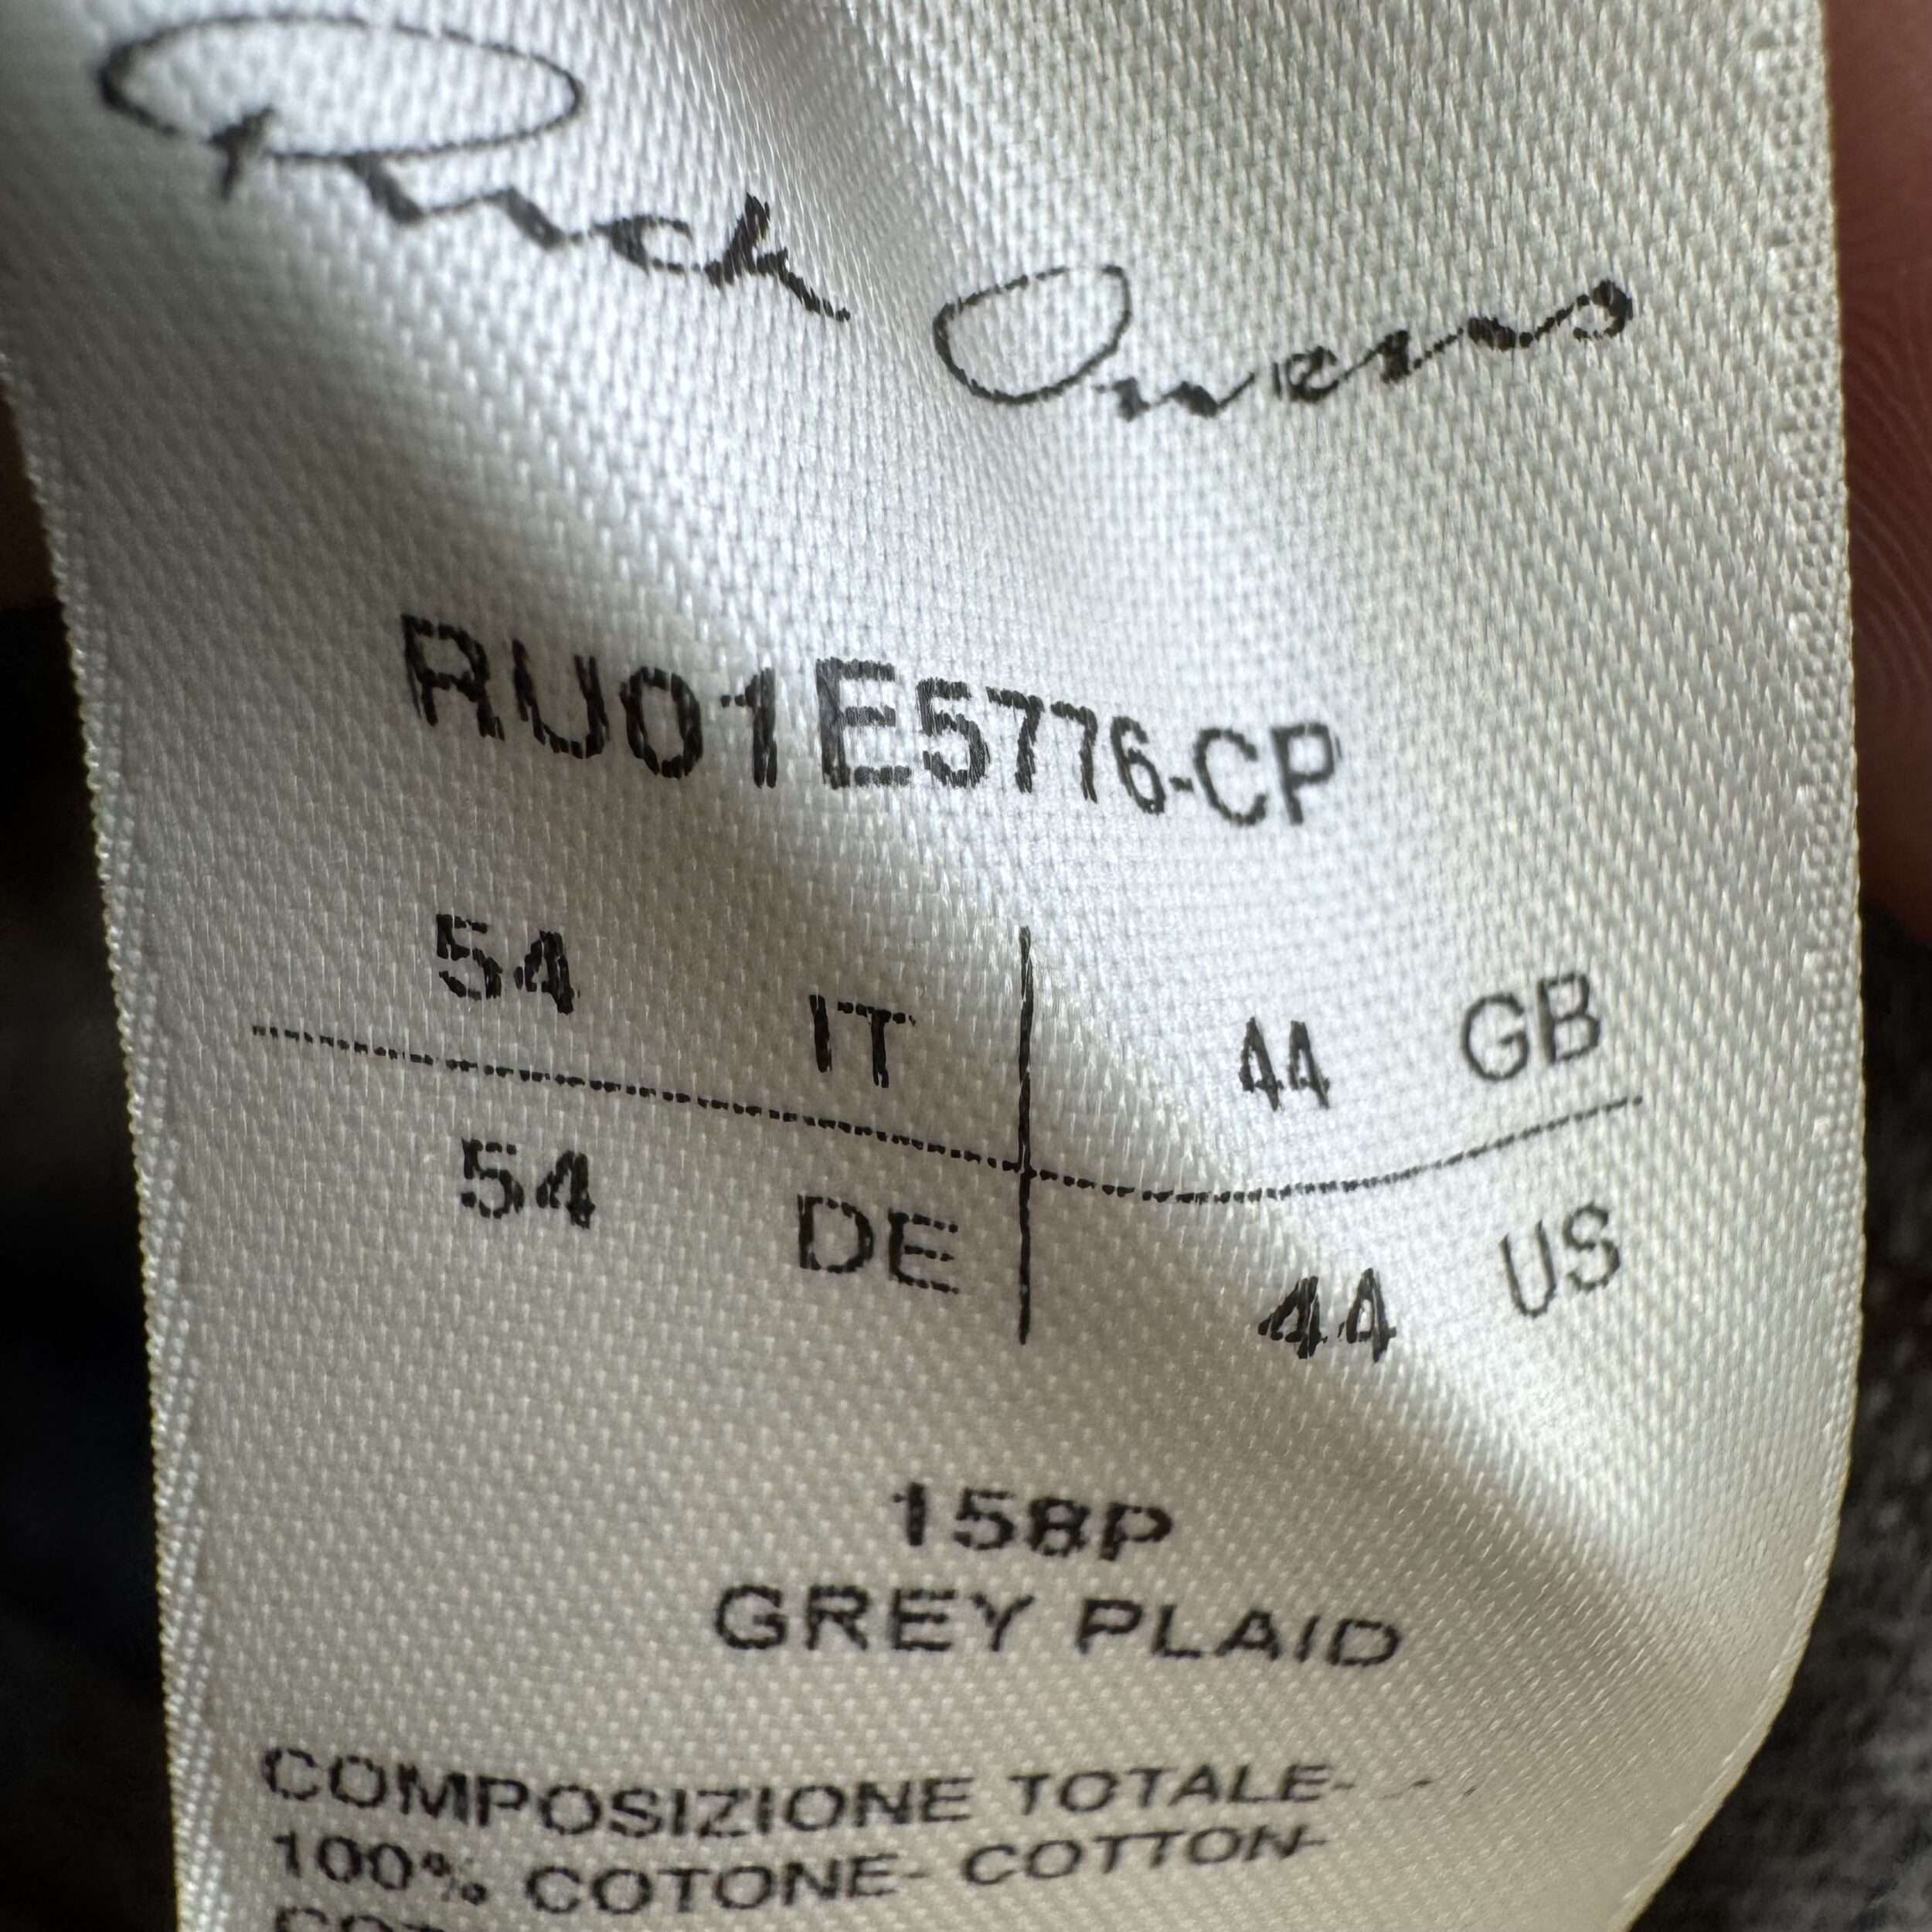 Rick Owens
RU01E5776-CP
54 IT 44 GB
54 DE 44 US
158P
GREY PLAID
COMPOSIZIONE TOTALE-
100% COTONE- COTTON-